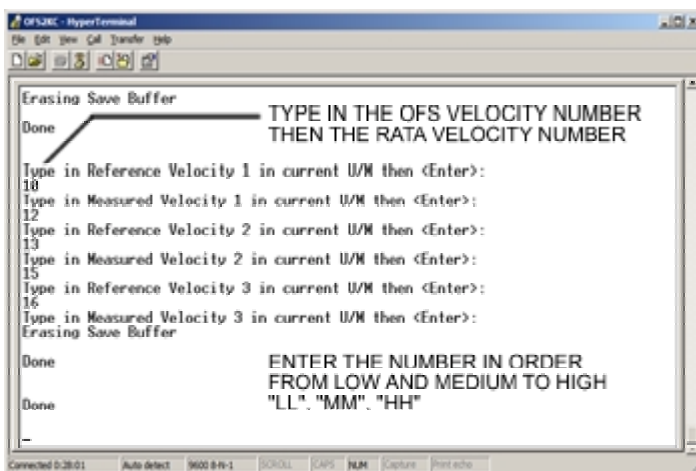 OFS2KC - HyperTerminal
File Edit View Call Transfer Help
Erasing Save Buffer
TYPE IN THE OFS VELOCITY NUMBER
Done
THEN THE RATA VELOCITY NUMBER
Type in Reference Velocity 1 in current U/M then <Enter>:
10
Type in Measured Velocity 1 in current U/M then <Enter>:
12
Type in Reference Velocity 2 in current U/M then <Enter>:
13
Type in Measured Velocity 2 in current U/M then <Enter>:
15
Type in Reference Velocity 3 in current U/M then <Enter>:
16
Type in Measured Velocity 3 in current U/M then <Enter>:
Erasing Save Buffer
Done
ENTER THE NUMBER IN ORDER
FROM LOW AND MEDIUM TO HIGH
"LL", "MM", "HH"
Done
Connected 0:28:01 Auto detect 9600 8-N-1 SCROLL CAPS NUM Capture Print echo